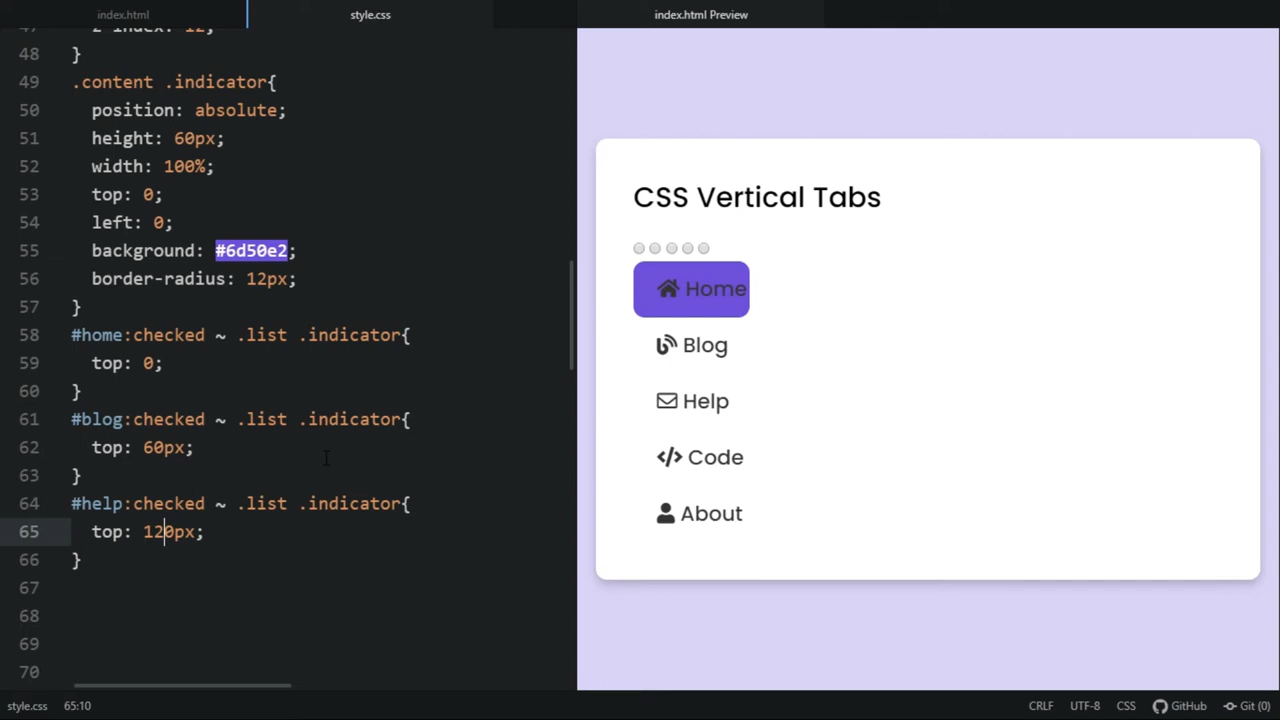 index.html
style.css
index.html Preview
47 z-index: 12;
48 }
49 .content .indicator{
50 position: absolute;
51 height: 60px;
52 width: 100%;
53 top: 0;
54 left: 0;
55 background: #6d50e2;
56 border-radius: 12px;
57 }
58 #home:checked ~ .list .indicator{
59 top: 0;
60 }
61 #blog:checked ~ .list .indicator{
62 top: 60px;
63 }
64 #help:checked ~ .list .indicator{
65 top: 120px;
66 }
67
68
69
70
CSS Vertical Tabs
Home
Blog
Help
Code
About
style.css 65:10
CRLF UTF-8 CSS GitHub Git (0)